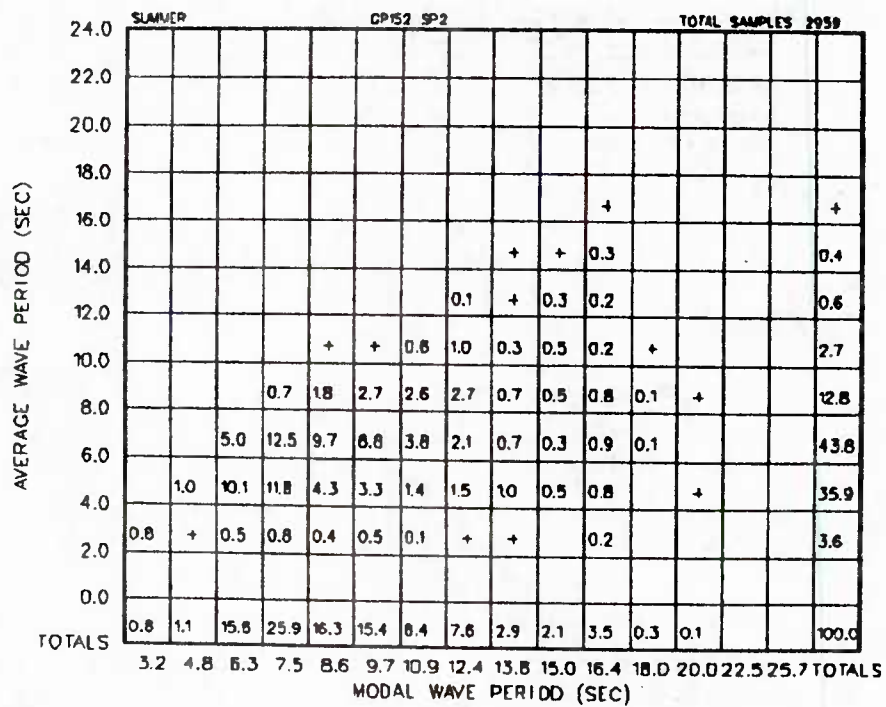 SUMMER GP152 SP2 TOTAL SAMPLES 2959
24.0
22.0
20.0
18.0
16.0 + +
14.0 + + 0.3 0.4
12.0 0.1 + 0.3 0.2 0.6
10.0 + + 0.6 1.0 0.3 0.5 0.2 + 2.7
8.0 0.7 1.8 2.7 2.6 2.7 0.7 0.5 0.8 0.1 + 12.8
6.0 5.0 12.5 9.7 8.8 3.8 2.1 0.7 0.3 0.9 0.1 43.8
4.0 1.0 10.1 11.8 4.3 3.3 1.4 1.5 1.0 0.5 0.8 + 35.9
2.0 0.8 + 0.5 0.8 0.4 0.5 0.1 + + 0.2 3.6
0.0
TOTALS 0.8 1.1 15.6 25.9 16.3 15.4 8.4 7.6 2.9 2.1 3.5 0.3 0.1 100.0
3.2 4.8 6.3 7.5 8.6 9.7 10.9 12.4 13.8 15.0 16.4 18.0 20.0 22.5 25.7 TOTALS
MODAL WAVE PERIOD (SEC)
AVERAGE WAVE PERIOD (SEC)